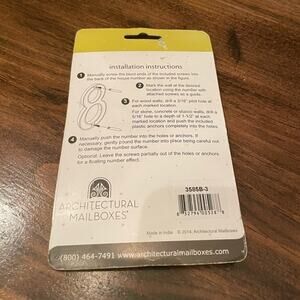 installation instructions
1 Manually screw the blunt ends of the included screws into
the back of the house number as shown in the figure.
2 Mark the wall at the desired
location using the number with
attached screws as a guide.
3 For wood walls, drill a 3/16" pilot hole at
each marked location.
For stone, concrete or stucco walls, drill a
5/16" hole to a depth of 1-1/2" at each
marked location and push the included
plastic anchors completely into the holes.
4 Manually push the number into the holes or anchors. If
necessary, gently pound the number into place being careful not
to damage the number surface.
Optional: Leave the screws partially out of the holes or anchors
for a floating number effect.
ARCHITECTURAL
MAILBOXES®
3585B-3
Made in India © 2014, Architectural Mailboxes
(800) 464-7491 www.architecturalmailboxes.com